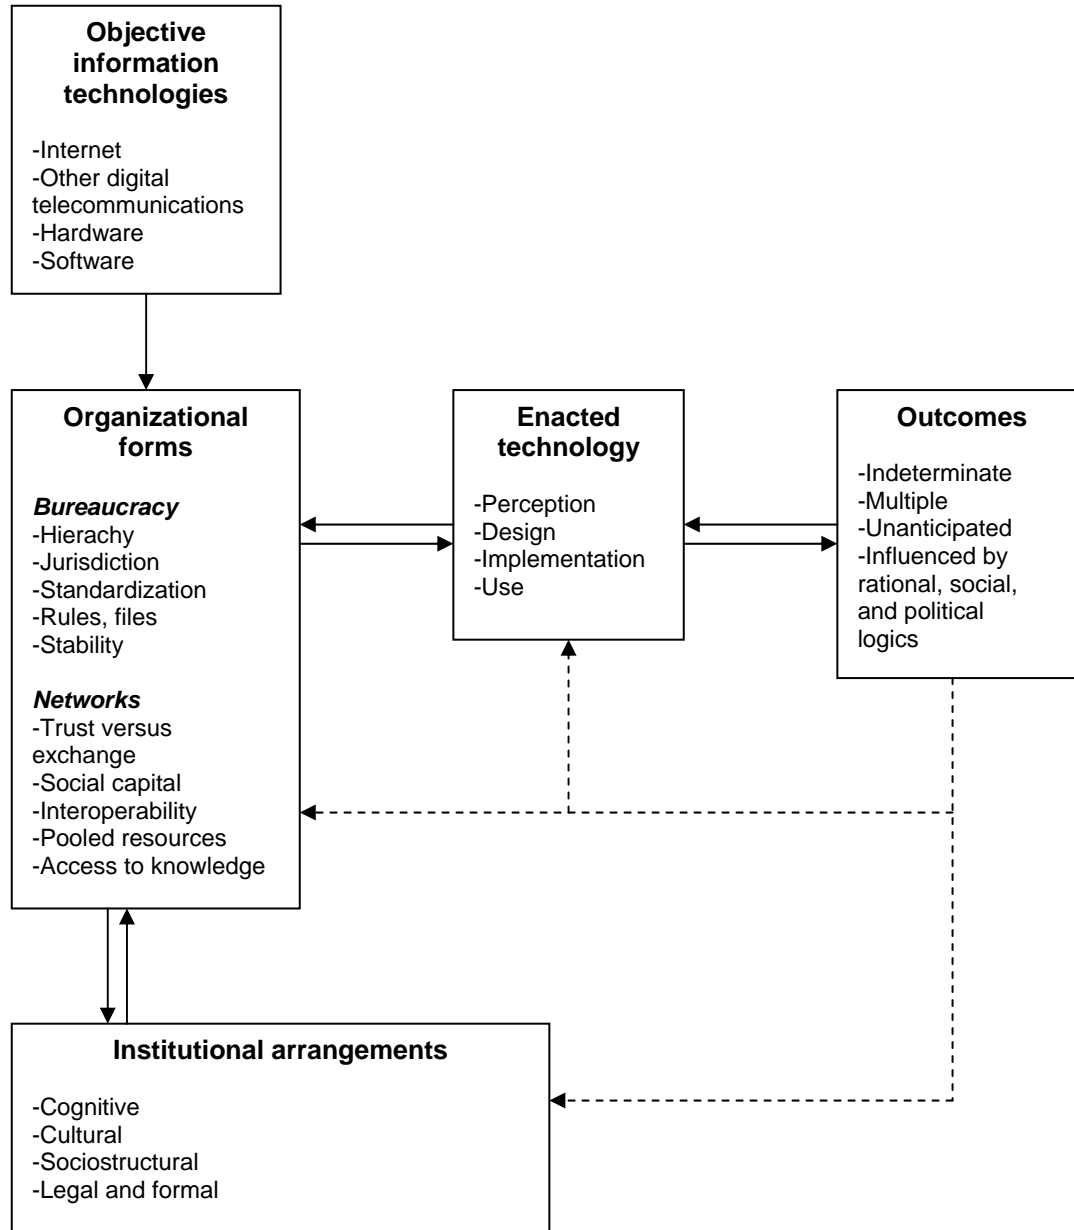 Objective
information
technologies
-Internet
-Other digital
telecommunications
-Hardware
-Software
Organizational
forms
Bureaucracy
-Hierachy
-Jurisdiction
-Standardization
-Rules, files
-Stability
Networks
-Trust versus
exchange
-Social capital
-Interoperability
-Pooled resources
-Access to knowledge
Enacted
technology
-Perception
-Design
-Implementation
-Use
Outcomes
-Indeterminate
-Multiple
-Unanticipated
-Influenced by
rational, social,
and political
logics
Institutional arrangements
-Cognitive
-Cultural
-Sociostructural
-Legal and formal